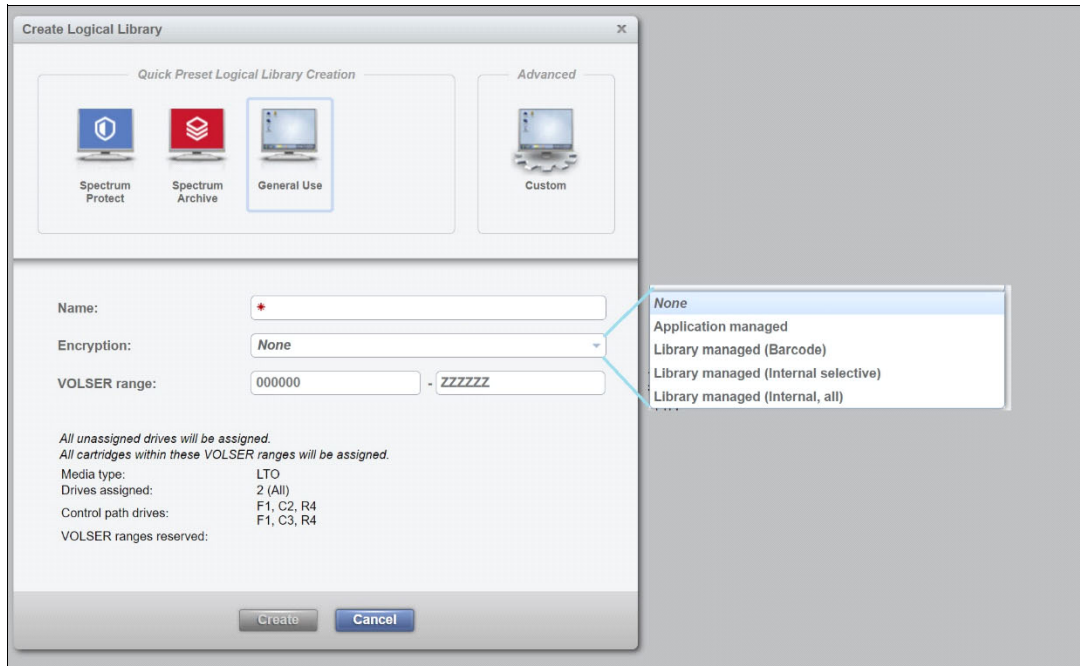 Create Logical Library x
Quick Preset Logical Library Creation
Spectrum
Protect
Spectrum
Archive
General Use
Advanced
Custom
Name: *
Encryption: None
VOLSER range: 000000 - ZZZZZZ
None
Application managed
Library managed (Barcode)
Library managed (Internal selective)
Library managed (Internal, all)
All unassigned drives will be assigned.
All cartridges within these VOLSER ranges will be assigned.
Media type: LTO
Drives assigned: 2 (All)
Control path drives: F1, C2, R4
F1, C3, R4
VOLSER ranges reserved:
Create Cancel